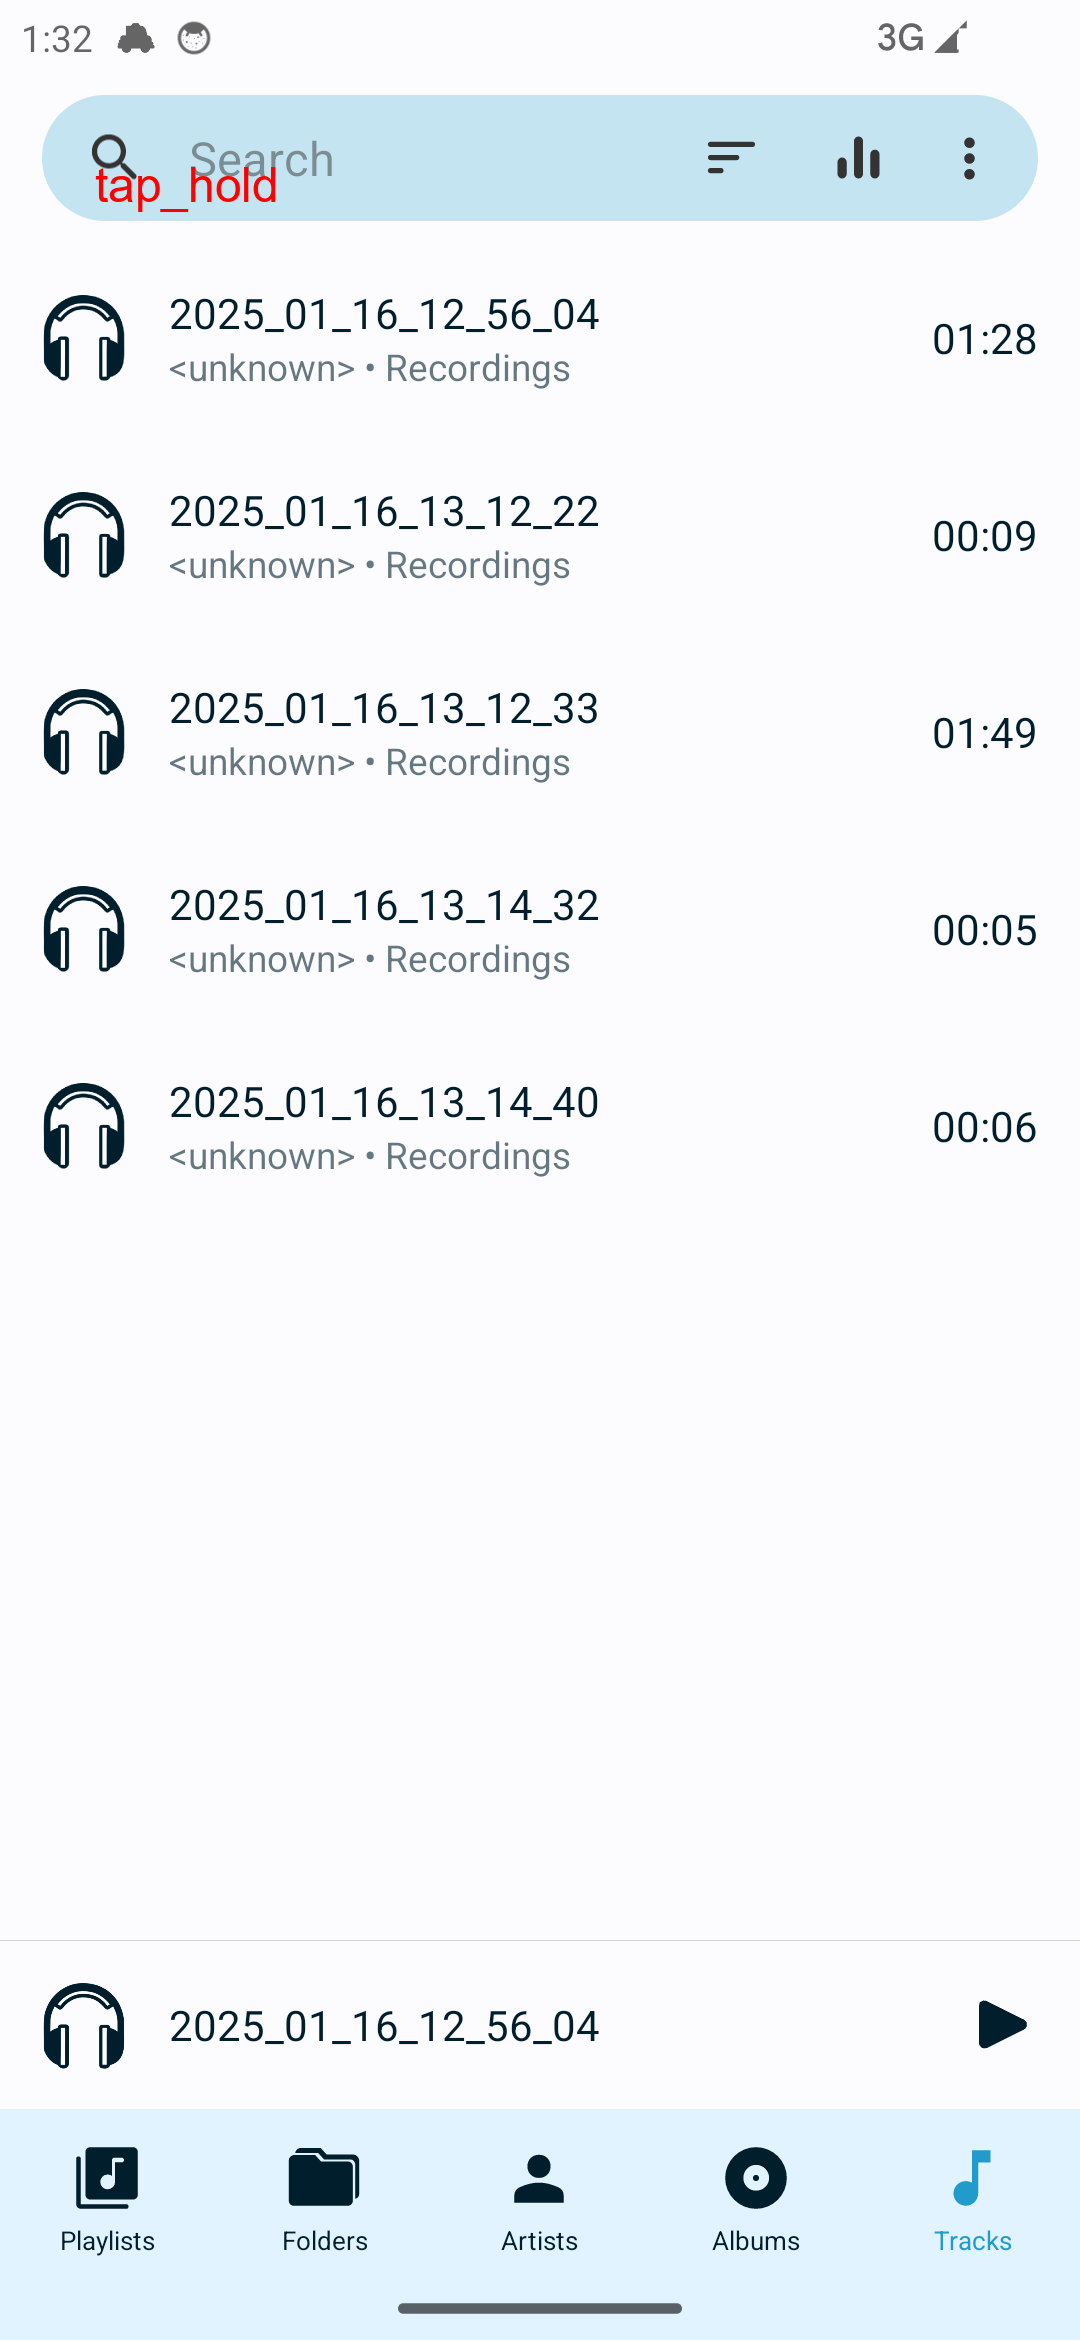 1:32
3G
Search
tap_hold
2025_01_16_12_56_04
<unknown> • Recordings
01:28
2025_01_16_13_12_22
<unknown> • Recordings
00:09
2025_01_16_13_12_33
<unknown> • Recordings
01:49
2025_01_16_13_14_32
<unknown> • Recordings
00:05
2025_01_16_13_14_40
<unknown> • Recordings
00:06
2025_01_16_12_56_04
Playlists
Folders
Artists
Albums
Tracks